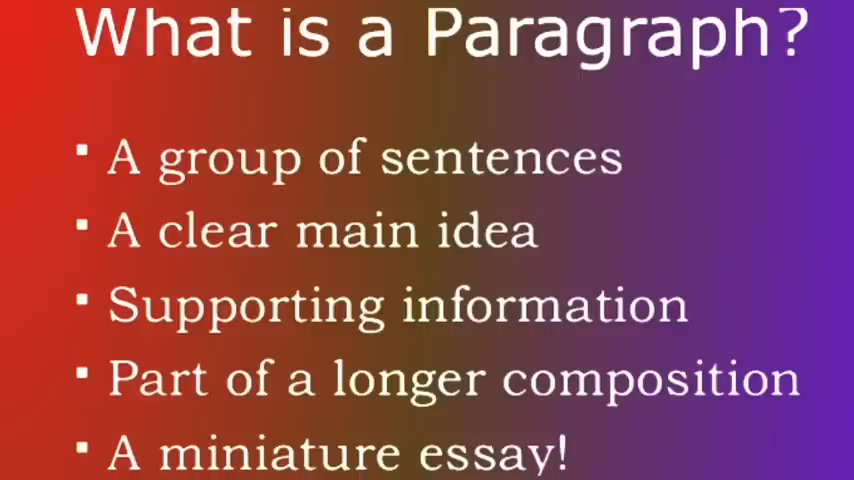 What is a Paragraph?
▪ A group of sentences
▪ A clear main idea
▪ Supporting information
▪ Part of a longer composition
▪ A miniature essay!